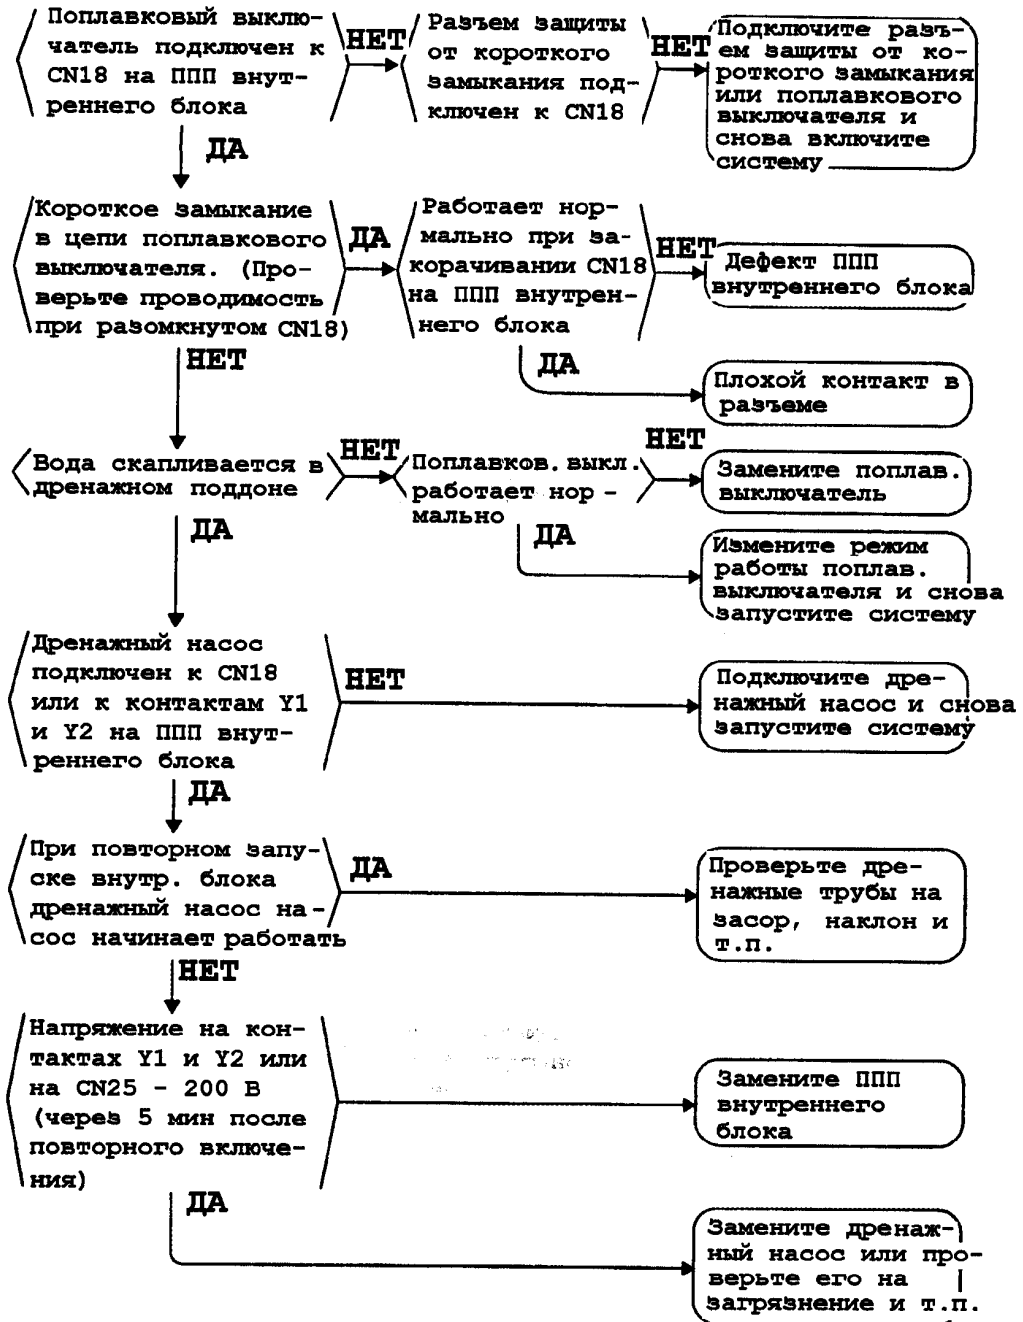 Поплавковый выклю-
чатель подключен к
CN18 на ППП внут-
реннего блока
НЕТ
Разъем защиты
от короткого
замыкания под-
ключен к CN18
НЕТ
Подключите разъ-
ем защиты от ко-
роткого замыкания
или поплавкового
выключателя и
снова включите
систему
ДА
Короткое замыкание
в цепи поплавкового
выключателя. (Про-
верьте проводимость
при разомкнутом CN18)
ДА
Работает нор-
мально при за-
корачивании CN18
на ППП внутрен-
него блока
НЕТ
Дефект ППП
внутреннего блока
ДА
Плохой контакт в
разъеме
НЕТ
Вода скапливается в
дренажном поддоне
НЕТ
Поплавков. выкл.
работает нор -
мально
НЕТ
Замените поплав.
выключатель
ДА
Измените режим
работы поплав.
выключателя и снова
запустите систему
ДА
Дренажный насос
подключен к CN18
или к контактам Y1
и Y2 на ППП внут-
реннего блока
НЕТ
Подключите дре-
нажный насос и снова
запустите систему
ДА
При повторном запу-
ске внутр. блока
дренажный насос на-
сос начинает работать
ДА
Проверьте дре-
нажные трубы на
засор, наклон и
т.п.
НЕТ
Напряжение на кон-
тактах Y1 и Y2 или
на CN25 - 200 В
(через 5 мин после
повторного включе-
ния)
Замените ППП
внутреннего
блока
ДА
Замените дренаж-
ный насос или про-
верьте его на
загрязнение и т.п.